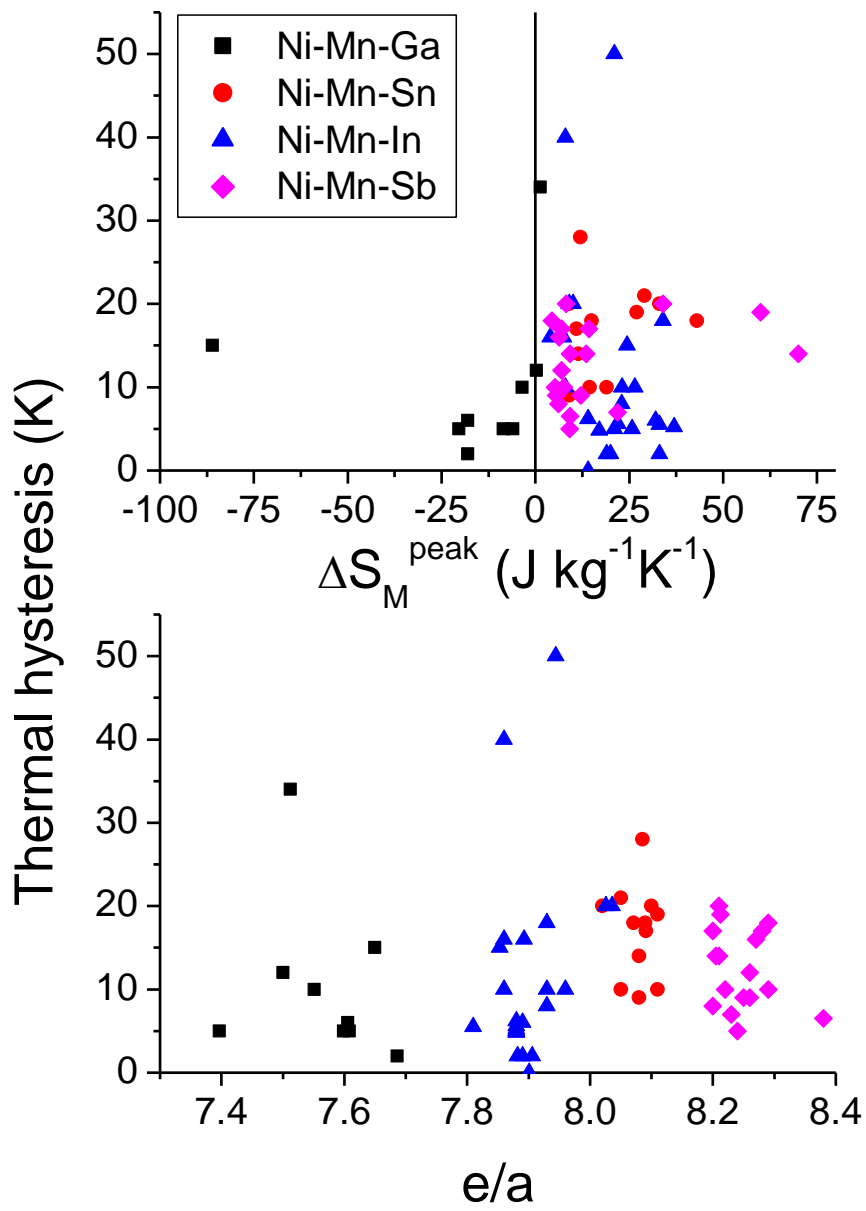 50
40
30
20
10
0
Ni-Mn-Ga
Ni-Mn-Sn
Ni-Mn-In
Ni-Mn-Sb
-100 -75 -50 -25 0 25 50 75
ΔS_M^peak (J kg^-1 K^-1)
Thermal hysteresis (K)
50
40
30
20
10
0
7.4 7.6 7.8 8.0 8.2 8.4
e/a